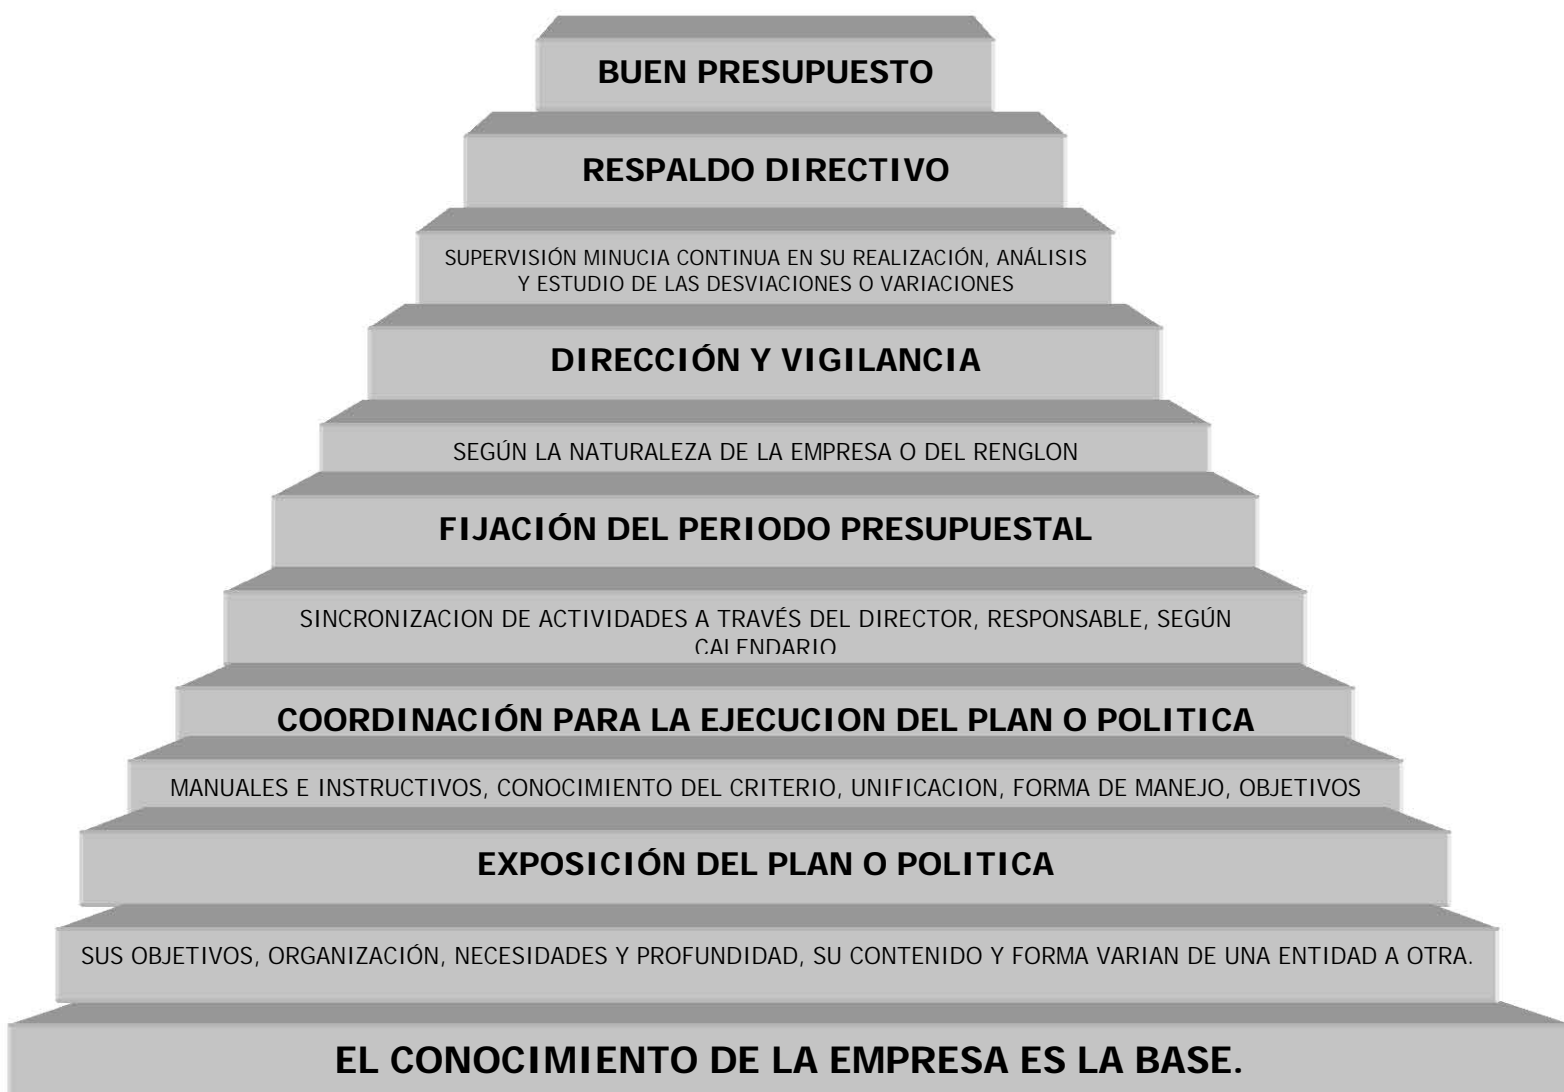 BUEN PRESUPUESTO
RESPALDO DIRECTIVO
SUPERVISIÓN MINUCIA CONTINUA EN SU REALIZACIÓN, ANÁLISIS
Y ESTUDIO DE LAS DESVIACIONES O VARIACIONES
DIRECCIÓN Y VIGILANCIA
SEGÚN LA NATURALEZA DE LA EMPRESA O DEL RENGLON
FIJACIÓN DEL PERIODO PRESUPUESTAL
SINCRONIZACION DE ACTIVIDADES A TRAVÉS DEL DIRECTOR, RESPONSABLE, SEGÚN
CALENDARIO
COORDINACIÓN PARA LA EJECUCION DEL PLAN O POLITICA
MANUALES E INSTRUCTIVOS, CONOCIMIENTO DEL CRITERIO, UNIFICACION, FORMA DE MANEJO, OBJETIVOS
EXPOSICIÓN DEL PLAN O POLITICA
SUS OBJETIVOS, ORGANIZACIÓN, NECESIDADES Y PROFUNDIDAD, SU CONTENIDO Y FORMA VARIAN DE UNA ENTIDAD A OTRA.
EL CONOCIMIENTO DE LA EMPRESA ES LA BASE.